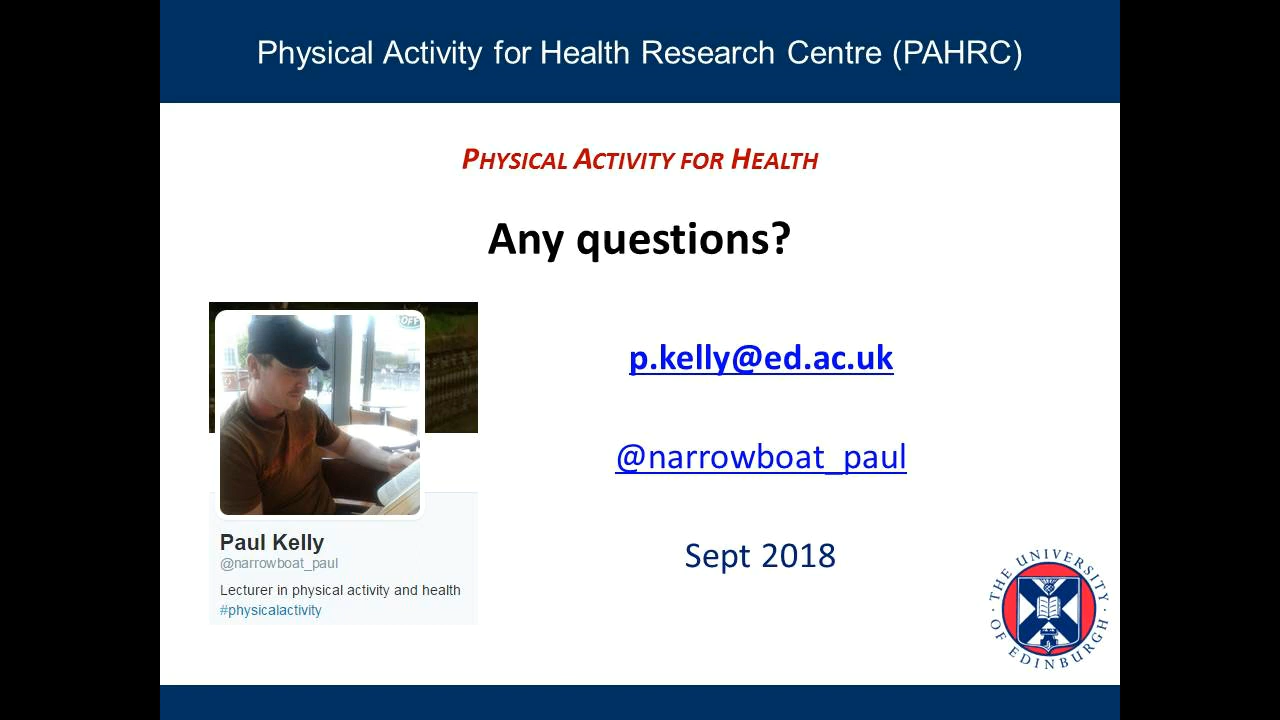 Physical Activity for Health Research Centre (PAHRC)
PHYSICAL ACTIVITY FOR HEALTH
Any questions?
OFF
p.kelly@ed.ac.uk
@narrowboat_paul
Sept 2018
Paul Kelly
@narrowboat_paul
Lecturer in physical activity and health
#physicalactivity
THE UNIVERSITY
OF EDINBURGH